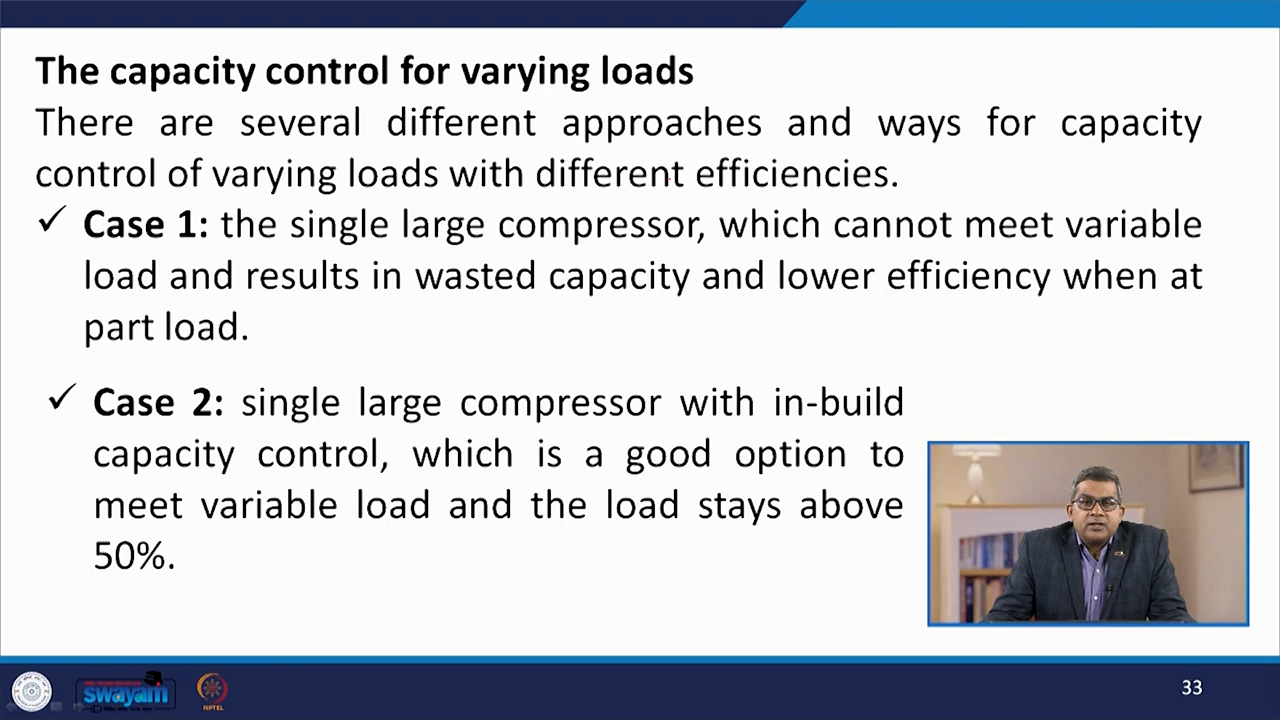 The capacity control for varying loads
There are several different approaches and ways for capacity
control of varying loads with different efficiencies.
✓ Case 1: the single large compressor, which cannot meet variable
load and results in wasted capacity and lower efficiency when at
part load.
✓ Case 2: single large compressor with in-build
capacity control, which is a good option to
meet variable load and the load stays above
50%.
swayam
NPTEL
33